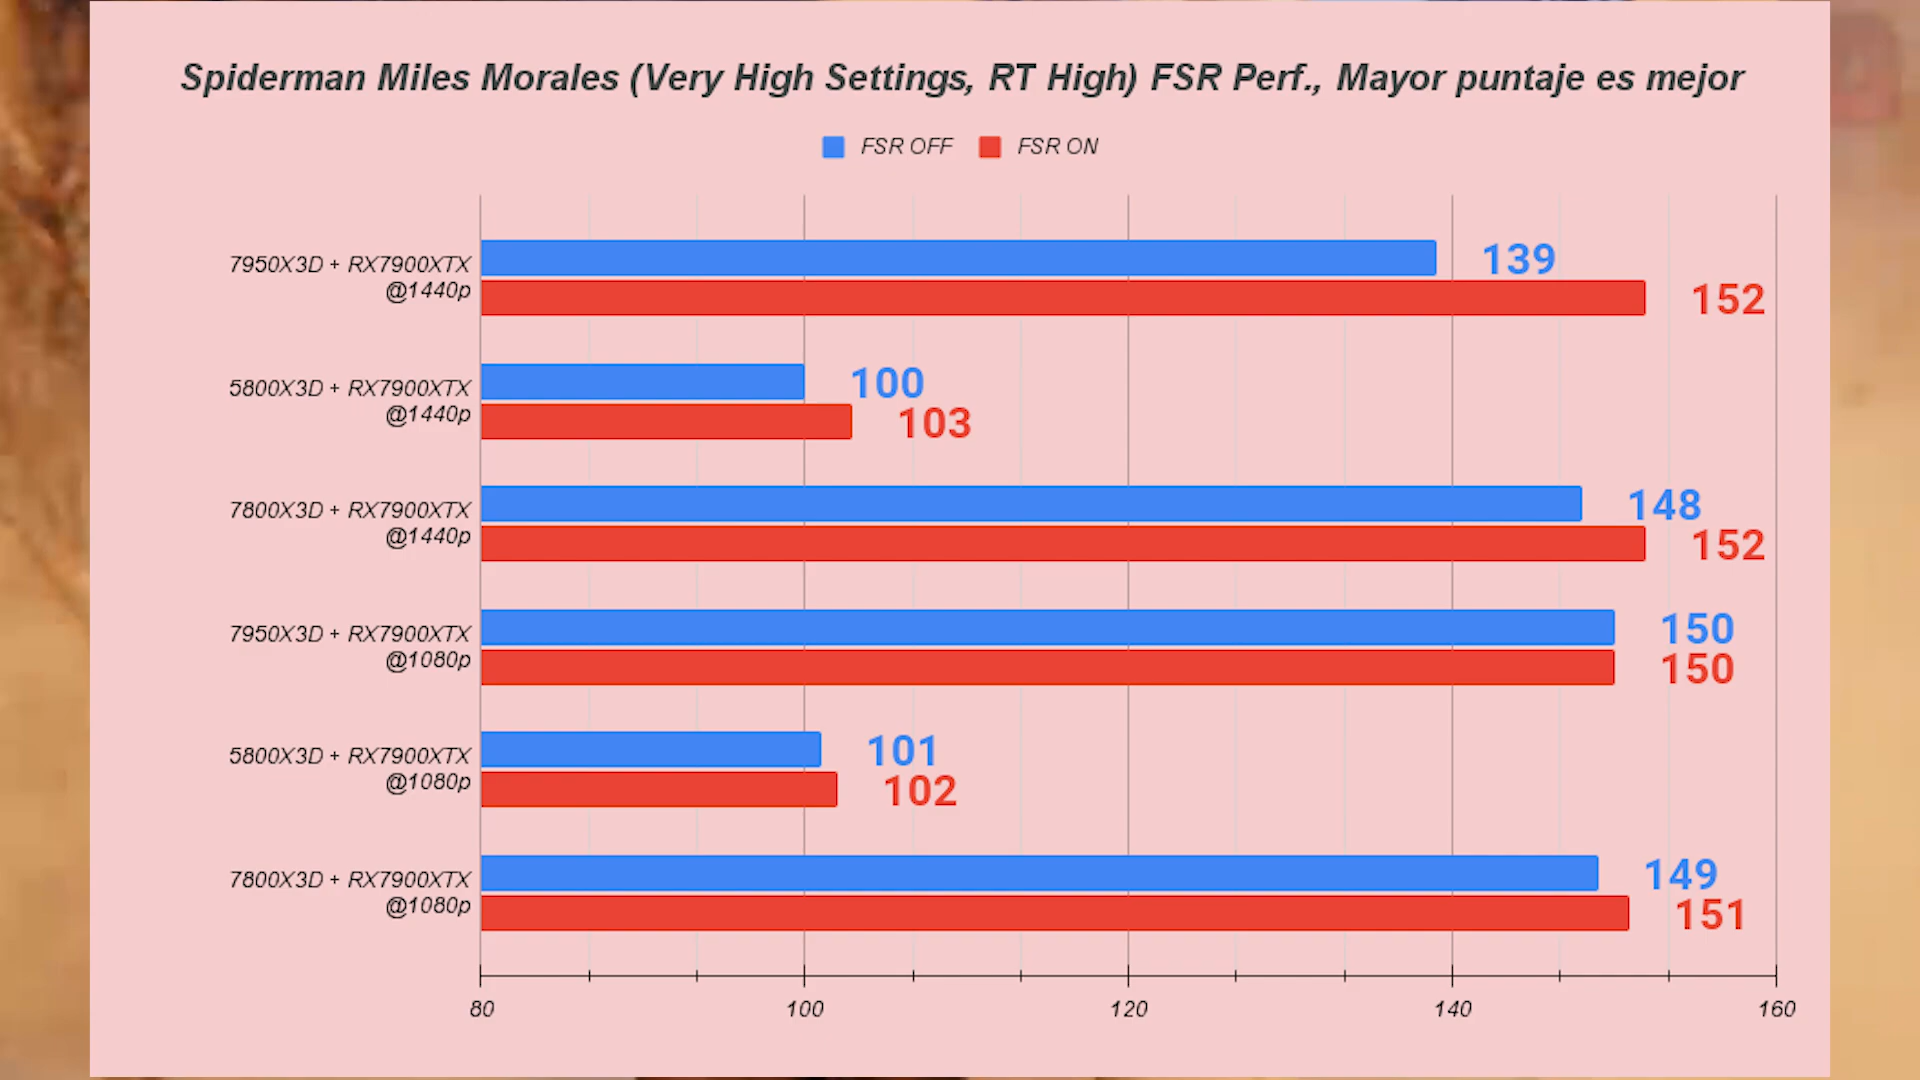 Spiderman Miles Morales (Very High Settings, RT High) FSR Perf., Mayor puntaje es mejor
FSR OFF FSR ON
7950X3D + RX7900XTX
@1440p
139
152
5800X3D + RX7900XTX
@1440p
100
103
7800X3D + RX7900XTX
@1440p
148
152
7950X3D + RX7900XTX
@1080p
150
150
5800X3D + RX7900XTX
@1080p
101
102
7800X3D + RX7900XTX
@1080p
149
151
80 100 120 140 160